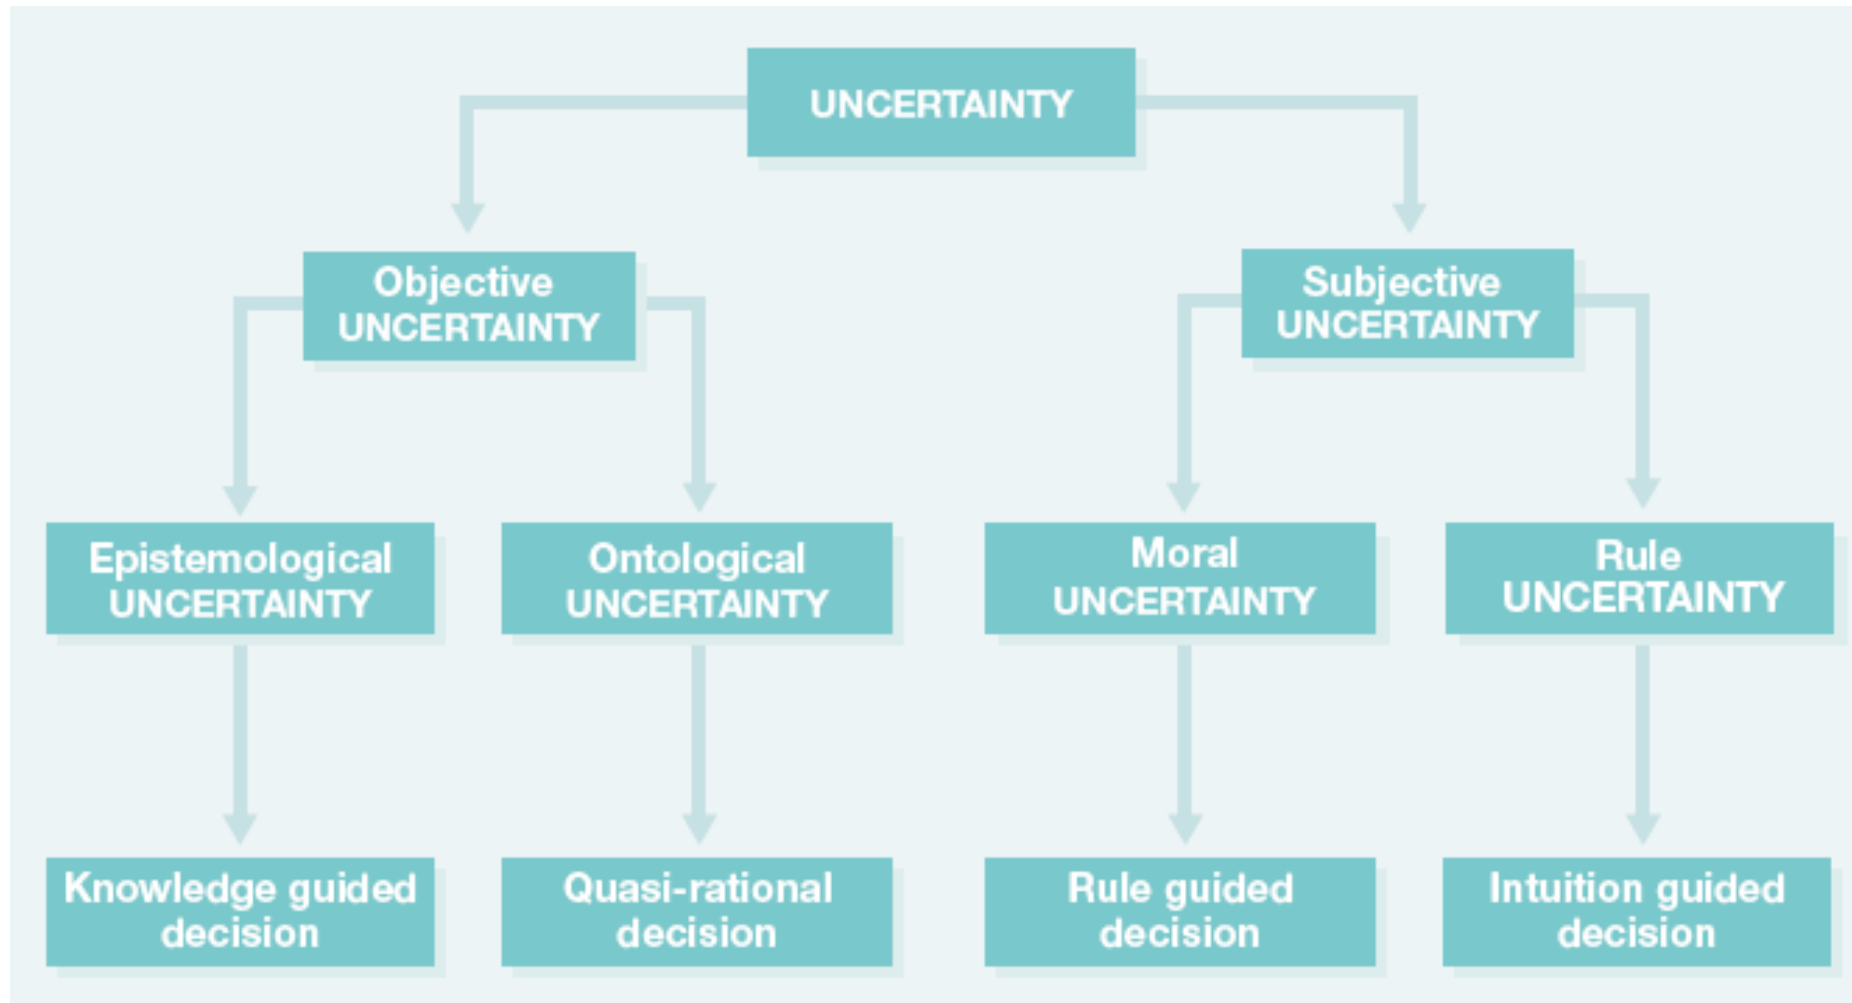 UNCERTAINTY
Objective
UNCERTAINTY
Subjective
UNCERTAINTY
Epistemological
UNCERTAINTY
Ontological
UNCERTAINTY
Moral
UNCERTAINTY
Rule
UNCERTAINTY
Knowledge guided
decision
Quasi-rational
decision
Rule guided
decision
Intuition guided
decision